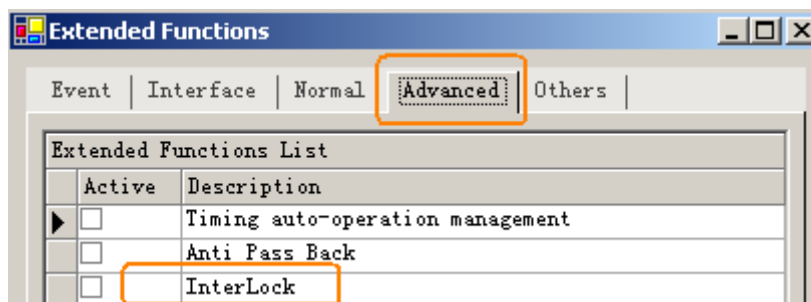 Extended Functions
Event Interface Normal Advanced Others
Extended Functions List
Active Description
Timing auto-operation management
Anti Pass Back
InterLock